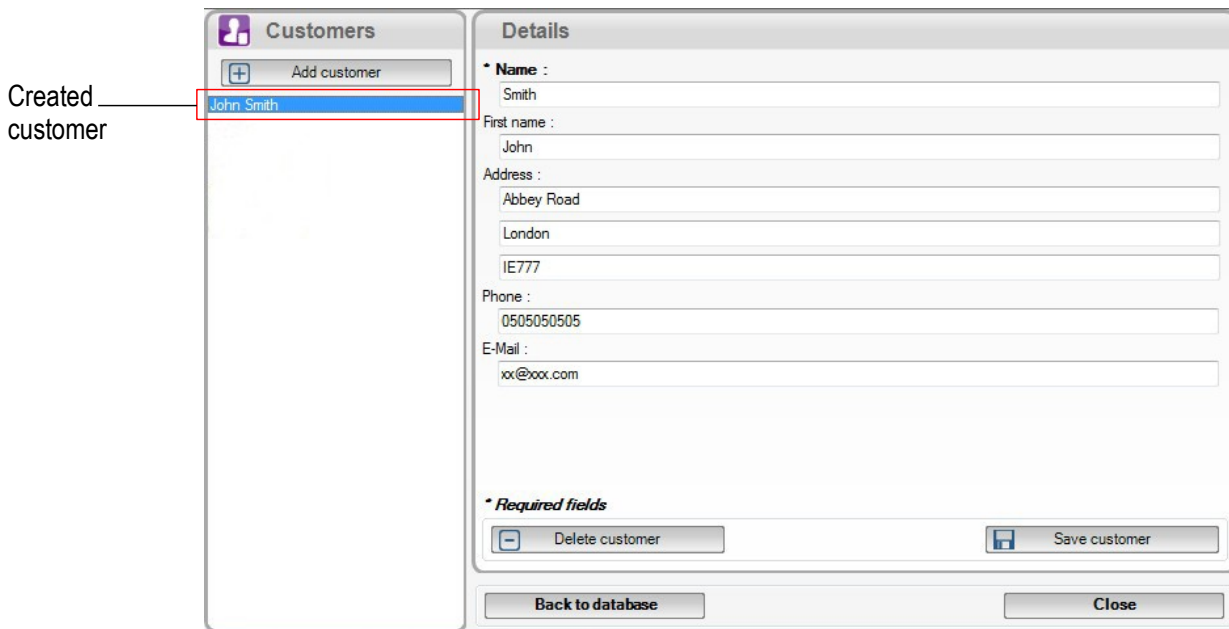 Customers
Add customer
Created
customer
John Smith
Details
* Name :
Smith
First name :
John
Address :
Abbey Road
London
IE777
Phone :
0505050505
E-Mail :
xx@xxx.com
* Required fields
Delete customer
Save customer
Back to database
Close